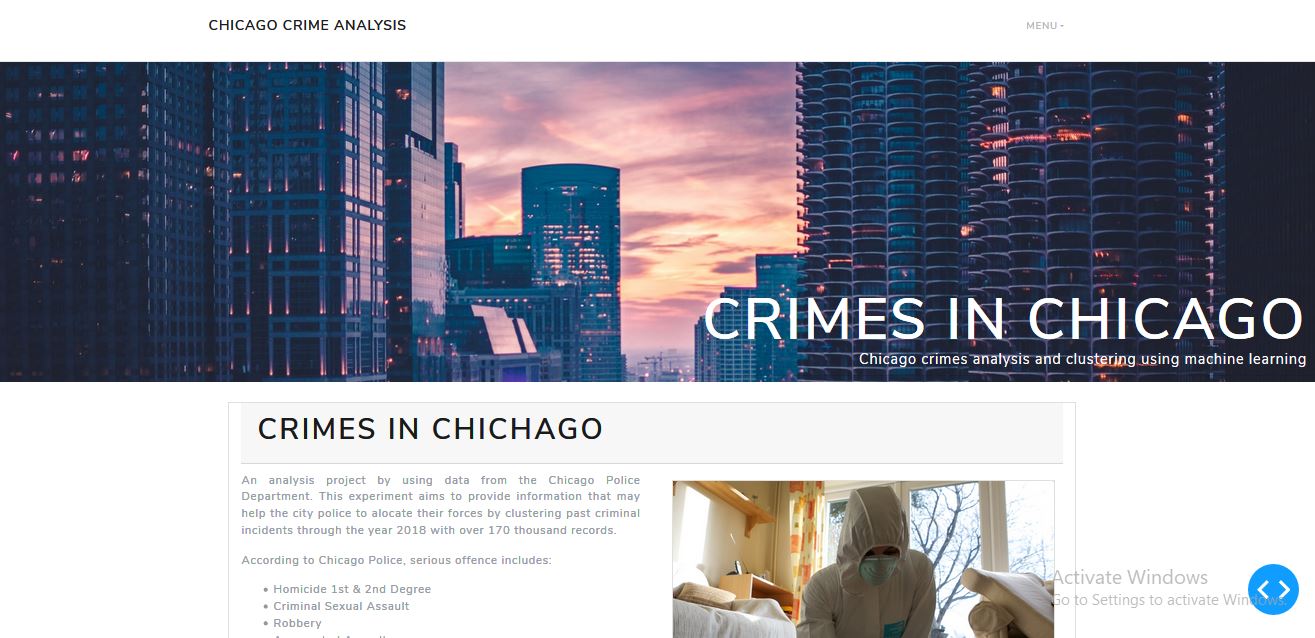 CHICAGO CRIME ANALYSIS
MENU
CRIMES IN CHICAGO
Chicago crimes analysis and clustering using machine learning
CRIMES IN CHICHAGO
An analysis project by using data from the Chicago Police
Department. This experiment aims to provide information that may
help the city police to alocate their forces by clustering past criminal
incidents through the year 2018 with over 170 thousand records.
According to Chicago Police, serious offence includes:
• Homicide 1st & 2nd Degree
• Criminal Sexual Assault
• Robbery
Activate Windows
Go to Settings to activate Windows.